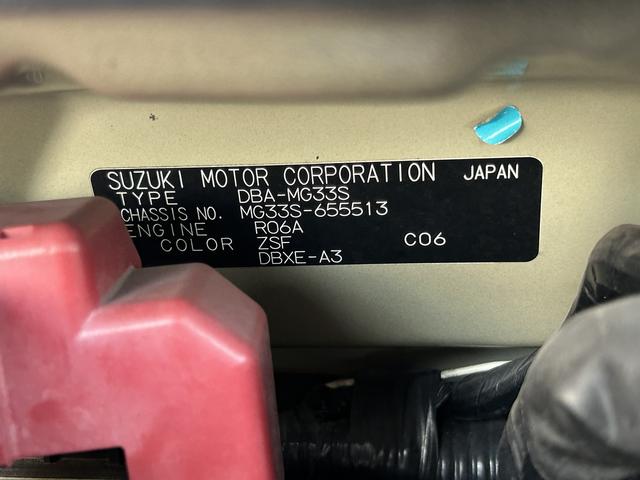 SUZUKI MOTOR CORPORATION JAPAN
TYPE DBA-MG33S
CHASSIS NO. MG33S-655513
ENGINE R06A
COLOR ZSF C06
DBXE-A3